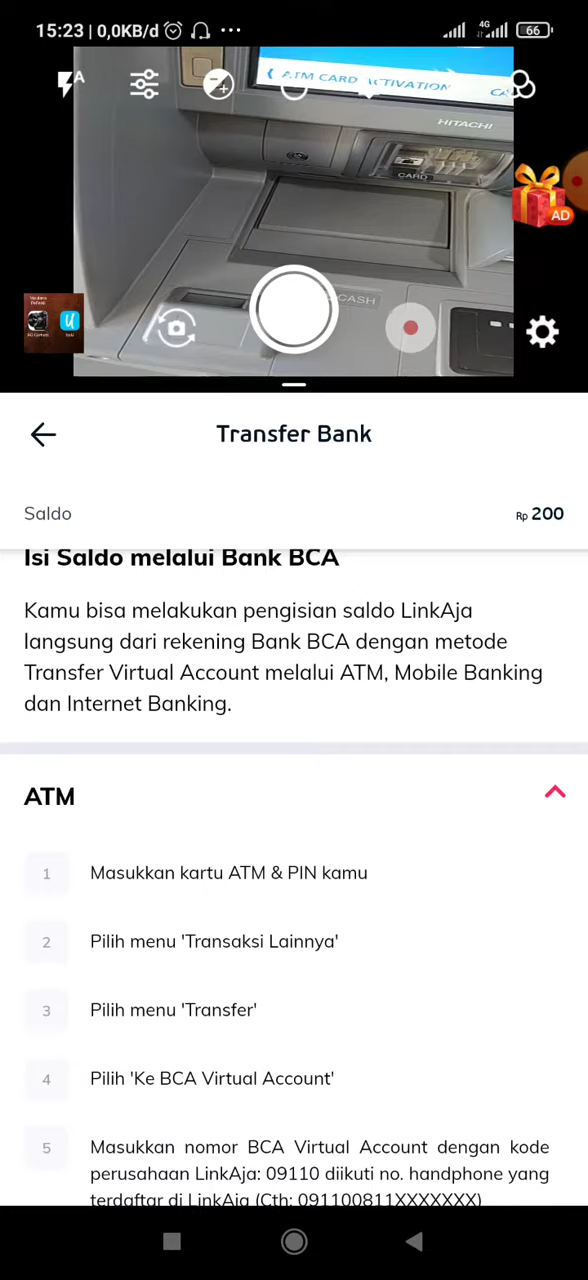 15:23 | 0,0KB/d
4G
66
A
ATM CARD ACTIVATION
CA
HITACHI
CARD
AD
CASH
Transfer Bank
Saldo
Rp 200
Isi Saldo melalui Bank BCA
Kamu bisa melakukan pengisian saldo LinkAja
langsung dari rekening Bank BCA dengan metode
Transfer Virtual Account melalui ATM, Mobile Banking
dan Internet Banking.
ATM
1 Masukkan kartu ATM & PIN kamu
2 Pilih menu 'Transaksi Lainnya'
3 Pilih menu 'Transfer'
4 Pilih 'Ke BCA Virtual Account'
5 Masukkan nomor BCA Virtual Account dengan kode
perusahaan LinkAja: 09110 diikuti no. handphone yang
terdaftar di LinkAja (Cth: 091100811XXXXXXX)